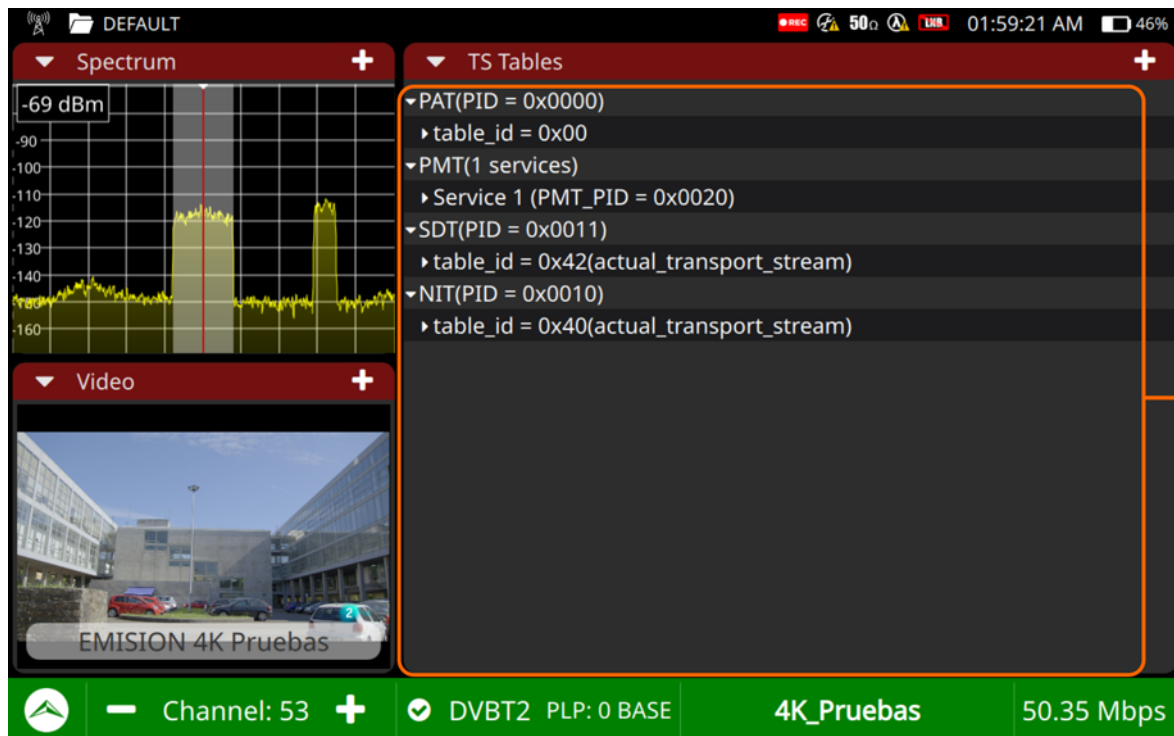 DEFAULT
REC
50Ω
LNB
01:59:21 AM
46%
Spectrum
TS Tables
-69 dBm
-90
-100
-110
-120
-130
-140
-160
PAT(PID = 0x0000)
table_id = 0x00
PMT(1 services)
Service 1 (PMT_PID = 0x0020)
SDT(PID = 0x0011)
table_id = 0x42(actual_transport_stream)
NIT(PID = 0x0010)
table_id = 0x40(actual_transport_stream)
Video
2
EMISION 4K Pruebas
Channel: 53
DVBT2 PLP: 0 BASE
4K_Pruebas
50.35 Mbps